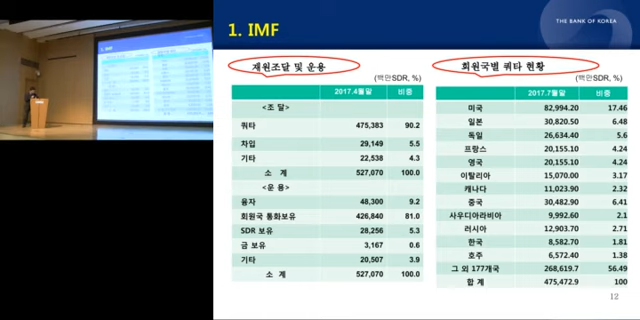 THE BANK OF KOREA
1. IMF
재원조달 및 운용
(백만SDR, %)
2017.4월말 비중
<조 달>
쿼타 475,383 90.2
차입 29,149 5.5
기타 22,538 4.3
소 계 527,070 100.0
<운 용>
융자 48,300 9.2
회원국 통화보유 426,840 81.0
SDR 보유 28,256 5.3
금 보유 3,167 0.6
기타 20,507 3.9
소 계 527,070 100.0
회원국별 쿼타 현황
(백만SDR, %)
2017.7월말 비중
미국 82,994.20 17.46
일본 30,820.50 6.48
독일 26,634.40 5.6
프랑스 20,155.10 4.24
영국 20,155.10 4.24
이탈리아 15,070.00 3.17
캐나다 11,023.90 2.32
중국 30,482.90 6.41
사우디아라비아 9,992.60 2.1
러시아 12,903.70 2.71
한국 8,582.70 1.81
호주 6,572.40 1.38
그 외 177개국 268,619.7 56.49
합 계 475,472.9 100
12